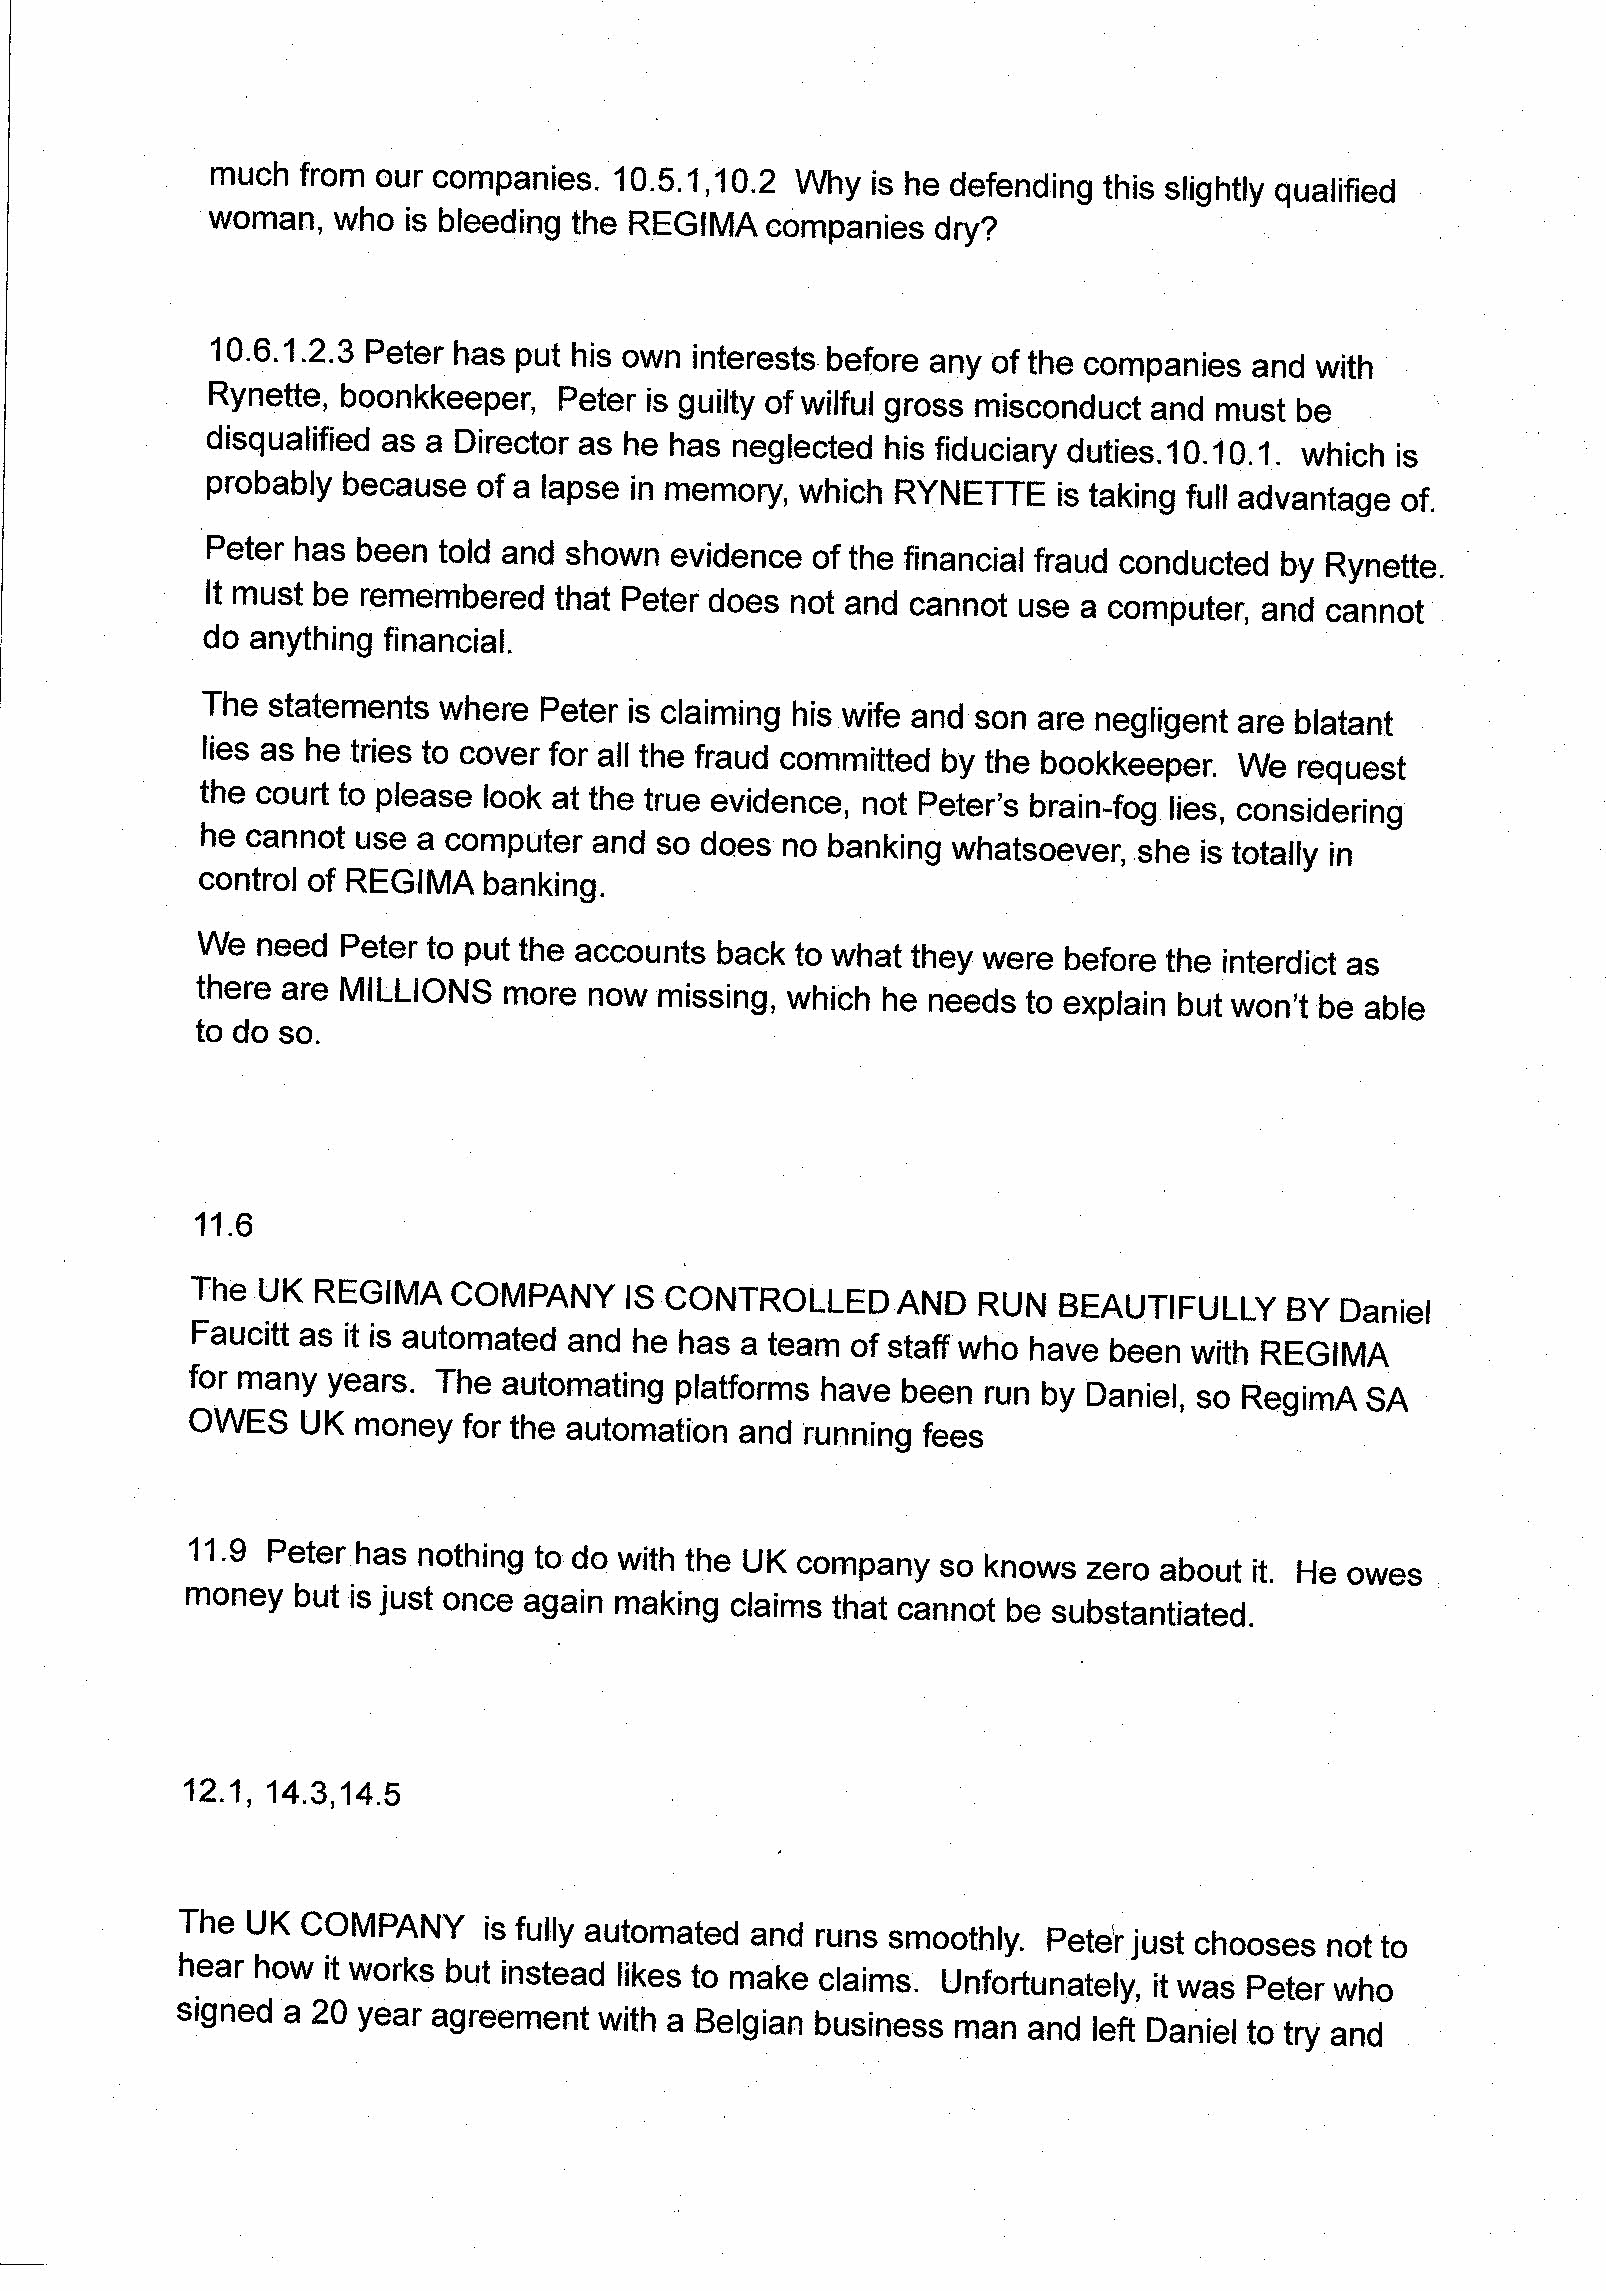 much from our companies. 10.5.1,10.2 Why is he defending this slightly qualified
woman, who is bleeding the REGIMA companies dry?
10.6.1.2.3 Peter has put his own interests before any of the companies and with
Rynette, boonkkeeper, Peter is guilty of wilful gross misconduct and must be
disqualified as a Director as he has neglected his fiduciary duties.10.10.1. which is
probably because of a lapse in memory, which RYNETTE is taking full advantage of.
Peter has been told and shown evidence of the financial fraud conducted by Rynette.
It must be remembered that Peter does not and cannot use a computer, and cannot
do anything financial.
The statements where Peter is claiming his wife and son are negligent are blatant
lies as he tries to cover for all the fraud committed by the bookkeeper. We request
the court to please look at the true evidence, not Peter's brain-fog lies, considering
he cannot use a computer and so does no banking whatsoever, she is totally in
control of REGIMA banking.
We need Peter to put the accounts back to what they were before the interdict as
there are MILLIONS more now missing, which he needs to explain but won't be able
to do so.
11.6
The UK REGIMA COMPANY IS CONTROLLED AND RUN BEAUTIFULLY BY Daniel
Faucitt as it is automated and he has a team of staff who have been with REGIMA
for many years. The automating platforms have been run by Daniel, so RegimA SA
OWES UK money for the automation and running fees
11.9 Peter has nothing to do with the UK company so knows zero about it. He owes
money but is just once again making claims that cannot be substantiated.
12.1, 14.3,14.5
The UK COMPANY is fully automated and runs smoothly. Peter just chooses not to
hear how it works but instead likes to make claims. Unfortunately, it was Peter who
signed a 20 year agreement with a Belgian business man and left Daniel to try and